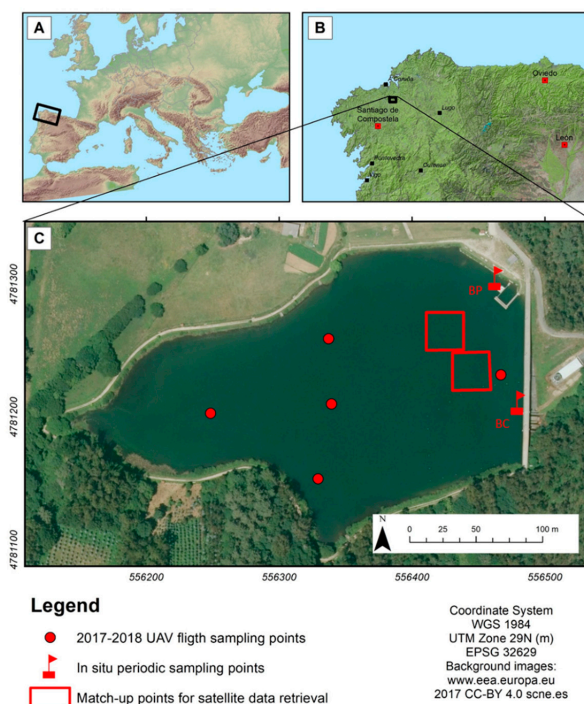 A
B
A Coruña
Oviedo
Lugo
Santiago de
Compostela
León
Pontevedra
Ourense
Vigo
C
4781300
4781200
4781100
BP
BC
N
0 25 50 100 m
556200 556300 556400 556500
Legend
2017-2018 UAV fligth sampling points
In situ periodic sampling points
Match-up points for satellite data retrieval
Coordinate System
WGS 1984
UTM Zone 29N (m)
EPSG 32629
Background images:
www.eea.europa.eu
2017 CC-BY 4.0 scne.es